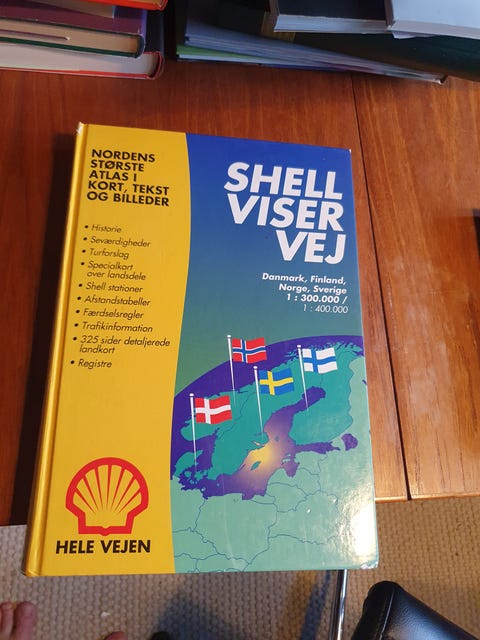 NORDENS
STØRSTE
ATLAS I
KORT, TEKST
OG BILLEDER
• Historie
• Seværdigheder
• Turforslag
• Specialkort
over landsdele
• Shell stationer
• Afstandstabeller
• Færdselsregler
• Trafikinformation
• 325 sider detaljerede
landkort
• Registre
HELE VEJEN
SHELL
VISER
VEJ
Danmark, Finland,
Norge, Sverige
1 : 300.000 /
1 : 400.000